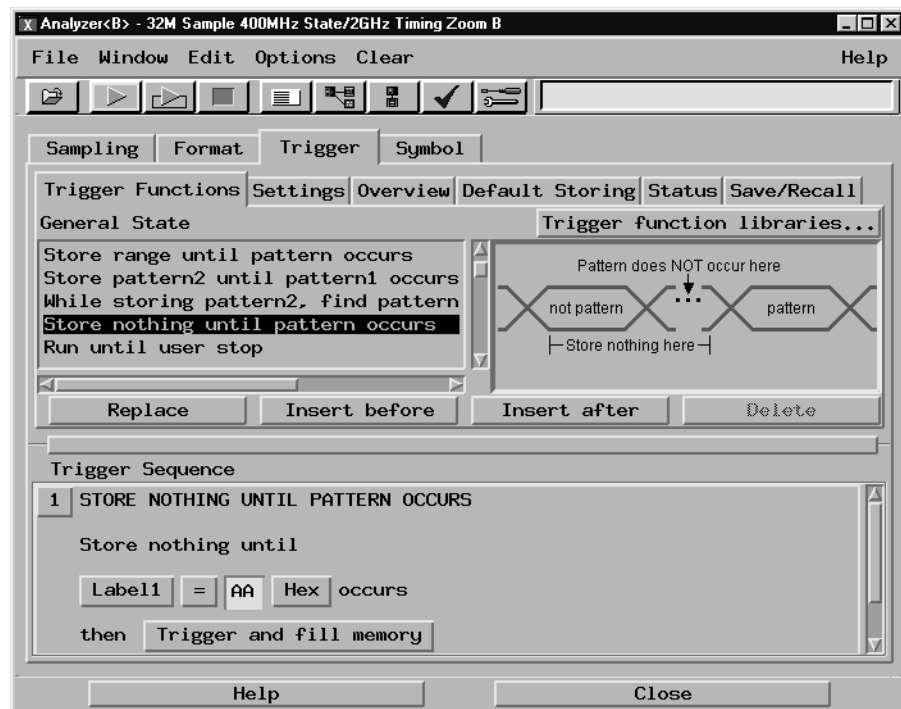 X Analyzer<B> - 32M Sample 400MHz State/2GHz Timing Zoom B
File Window Edit Options Clear Help
Sampling Format Trigger Symbol
Trigger Functions Settings Overview Default Storing Status Save/Recall
General State Trigger function libraries...
Store range until pattern occurs
Store pattern2 until pattern1 occurs
While storing pattern2, find pattern
Store nothing until pattern occurs
Run until user stop
Pattern does NOT occur here
not pattern ... pattern
Store nothing here
Replace Insert before Insert after Delete
Trigger Sequence
1 STORE NOTHING UNTIL PATTERN OCCURS
Store nothing until
Label1 = AA Hex occurs
then Trigger and fill memory
Help Close